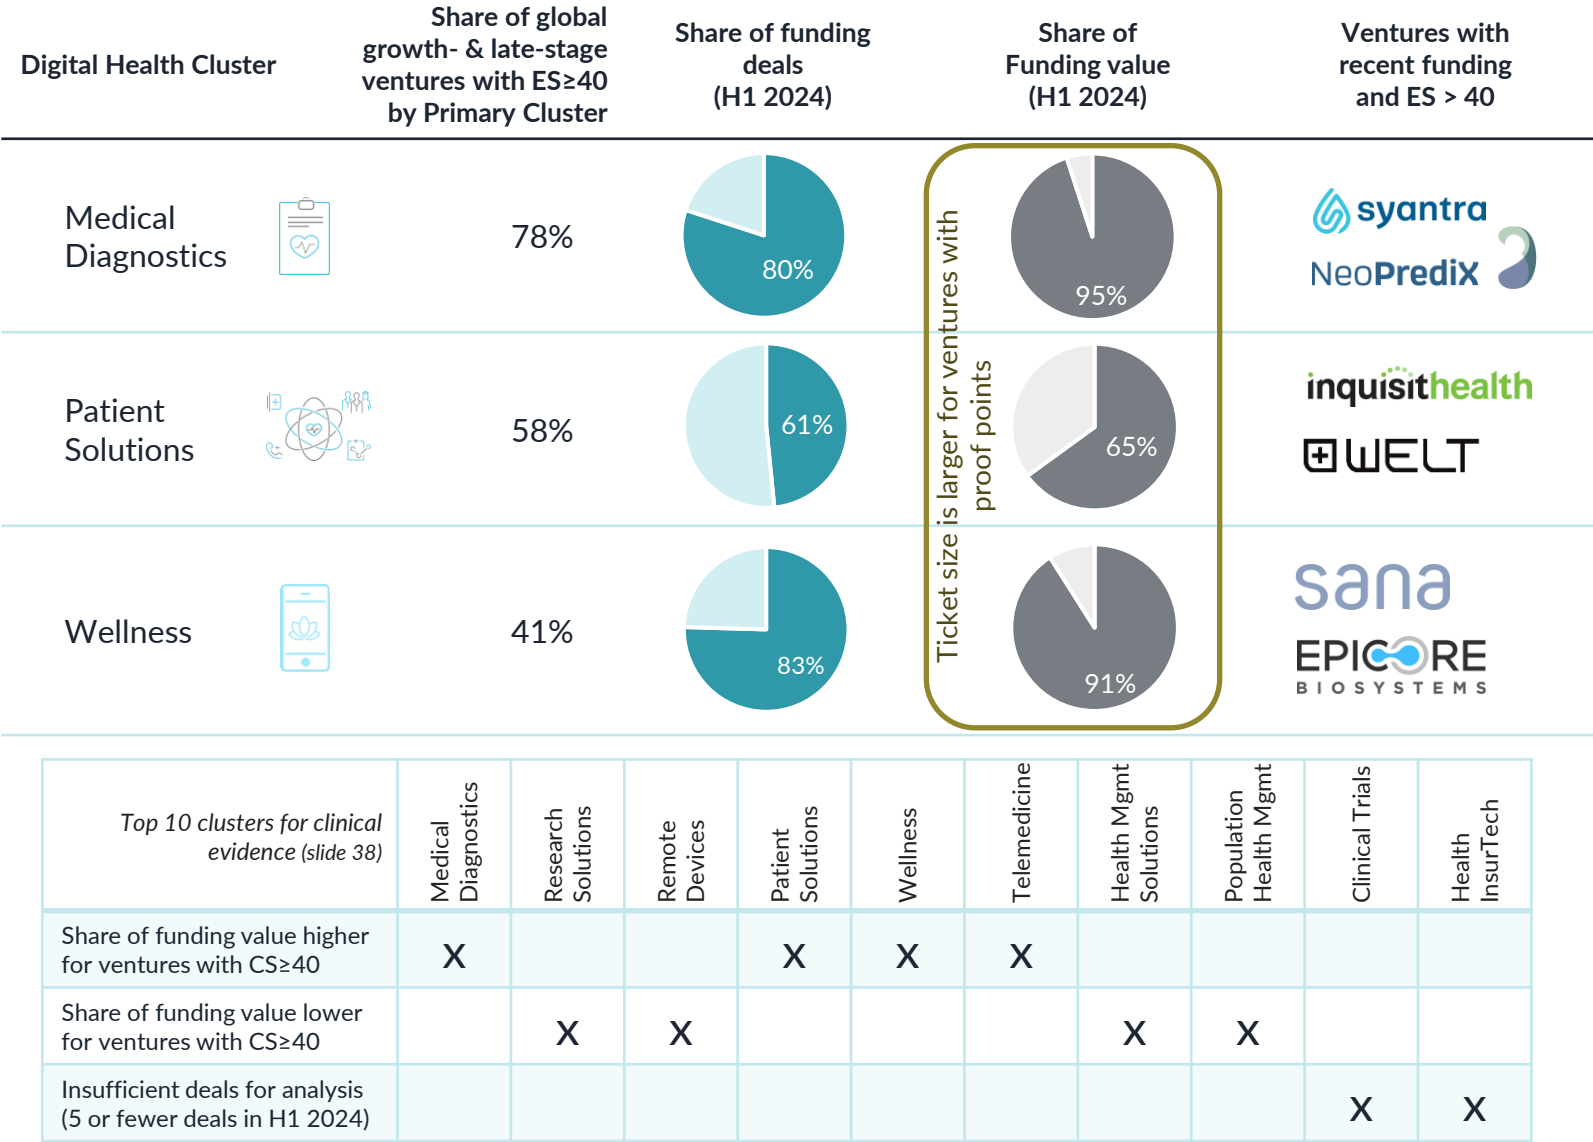 Digital Health Cluster
Share of global
growth- & late-stage
ventures with ES≥40
by Primary Cluster
Share of funding
deals
(H1 2024)
Share of
Funding value
(H1 2024)
Ventures with
recent funding
and ES > 40
Medical
Diagnostics
78%
80%
95%
syantra
NeoPrediX
Patient
Solutions
58%
61%
65%
inquisithealth
WELT
Wellness
41%
83%
91%
sana
EPICORE
BIOSYSTEMS
Ticket size is larger for ventures with
proof points
Top 10 clusters for clinical
evidence (slide 38)
Medical
Diagnostics
Research
Solutions
Remote
Devices
Patient
Solutions
Wellness
Telemedicine
Health Mgmt
Solutions
Population
Health Mgmt
Clinical Trials
Health
InsurTech
Share of funding value higher
for ventures with CS≥40
X X X X
Share of funding value lower
for ventures with CS≥40
X X X X
Insufficient deals for analysis
(5 or fewer deals in H1 2024)
X X